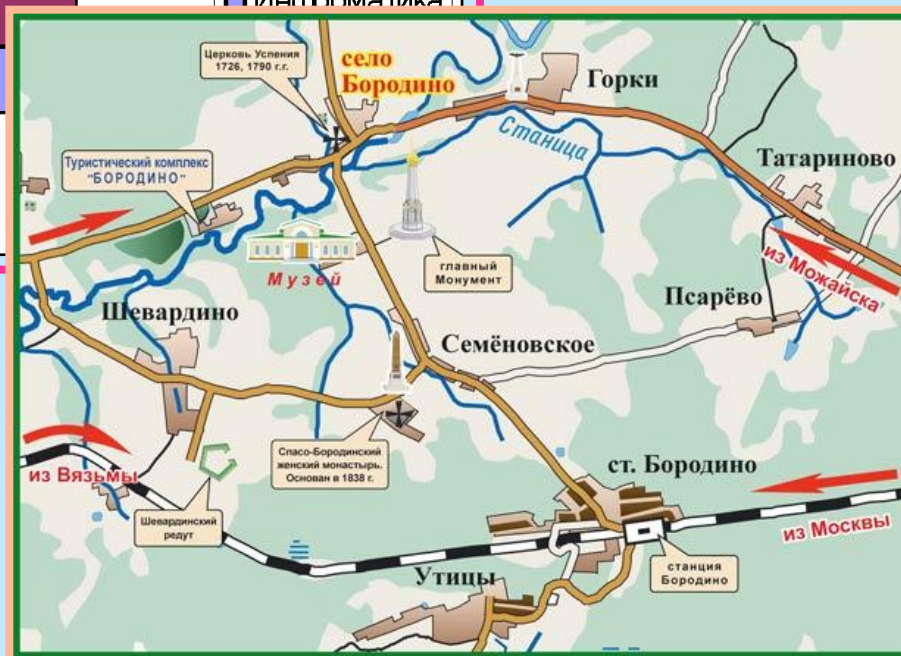 информатика
Церковь Успения
1726, 1790 г.г.
село
Бородино
Горки
Станица
Туристический комплекс
"БОРОДИНО"
Татариново
из Можайска
главный
Монумент
Музей
Псарёво
Шевардино
Семёновское
Спасо-Бородинский
женский монастырь.
Основан в 1838 г.
ст. Бородино
из Вязьмы
из Москвы
Шевардинский
редут
Утицы
станция
Бородино